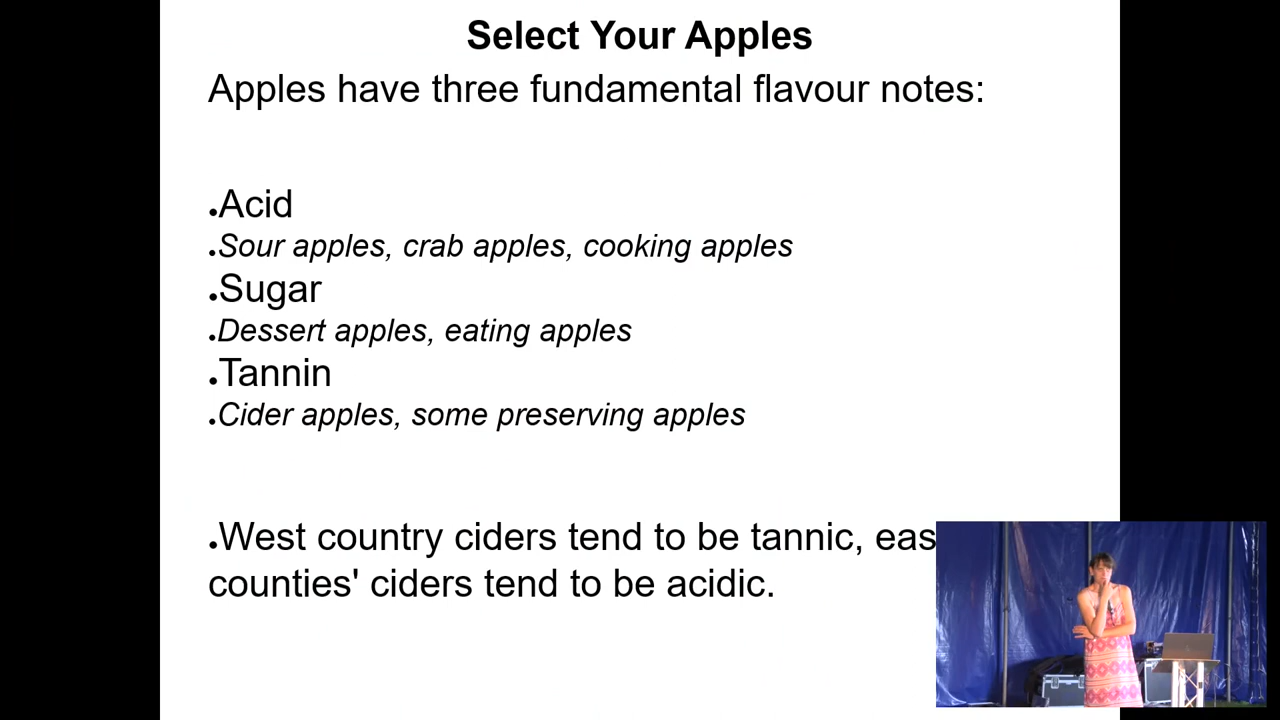 Select Your Apples
Apples have three fundamental flavour notes:
●Acid
●Sour apples, crab apples, cooking apples
●Sugar
●Dessert apples, eating apples
●Tannin
●Cider apples, some preserving apples
●West country ciders tend to be tannic, eas
counties' ciders tend to be acidic.